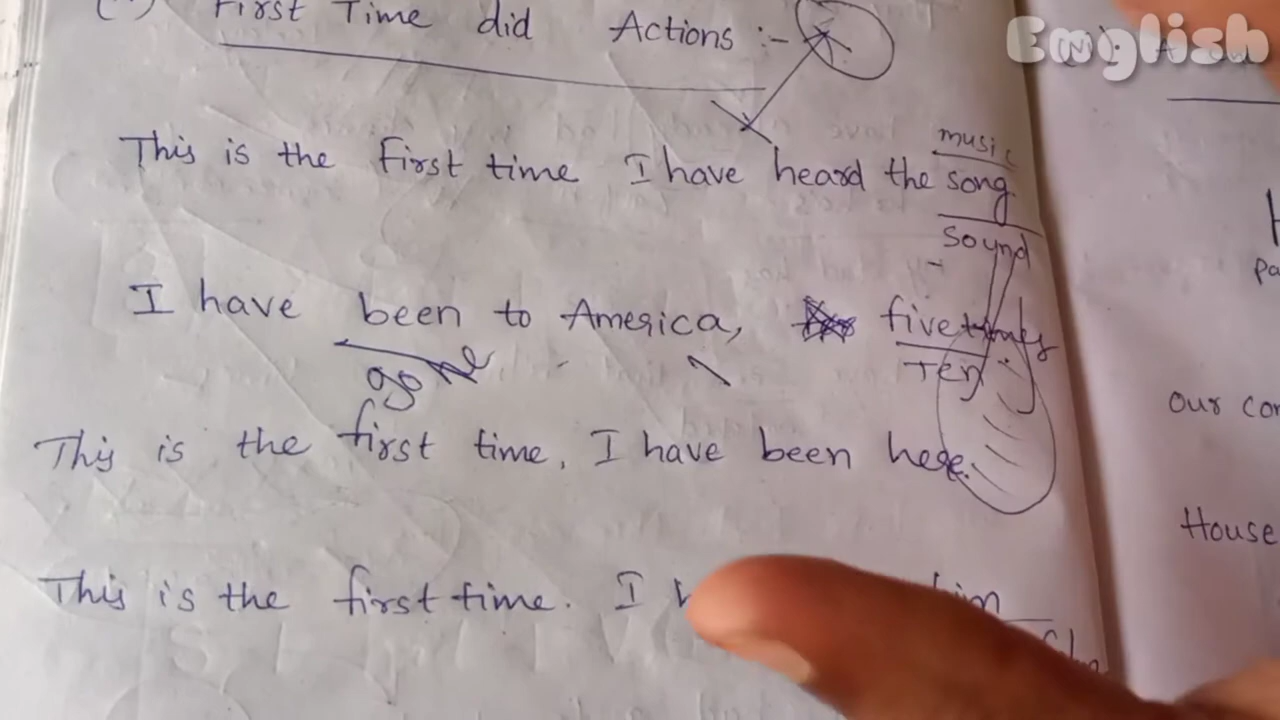 First Time did Actions :-
English
music
This is the first time I have heard the song.
sound
I have been to America, five times
gone
Ten
This is the first time, I have been here.
This is the first time. I
our
House